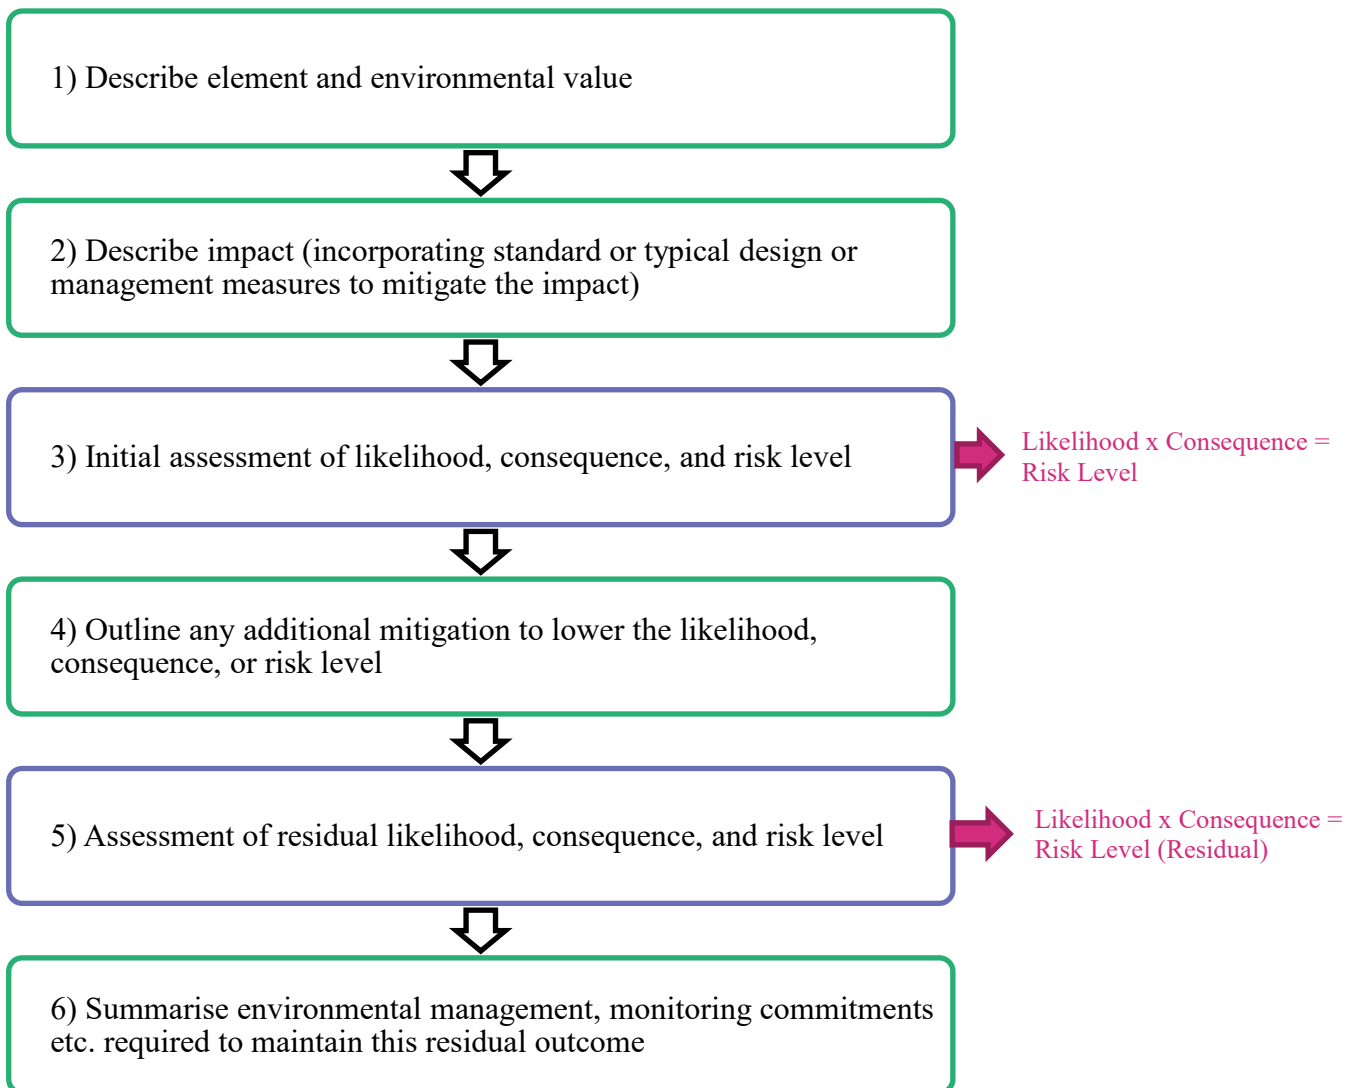 1) Describe element and environmental value
2) Describe impact (incorporating standard or typical design or
management measures to mitigate the impact)
3) Initial assessment of likelihood, consequence, and risk level
Likelihood x Consequence =
Risk Level
4) Outline any additional mitigation to lower the likelihood,
consequence, or risk level
5) Assessment of residual likelihood, consequence, and risk level
Likelihood x Consequence =
Risk Level (Residual)
6) Summarise environmental management, monitoring commitments
etc. required to maintain this residual outcome